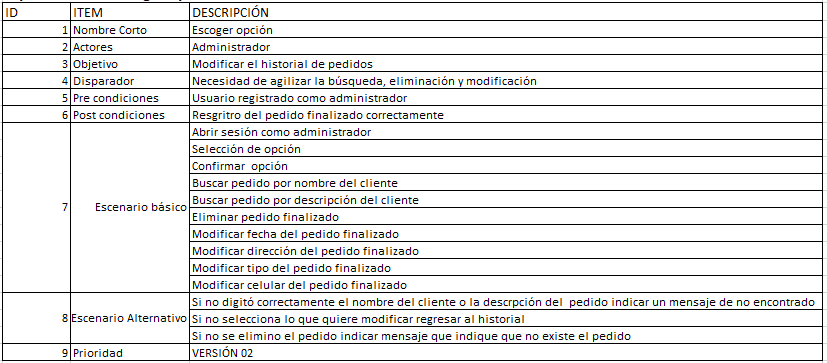 ID ITEM DESCRIPCIÓN
1 Nombre Corto Escoger opción
2 Actores Administrador
3 Objetivo Modificar el historial de pedidos
4 Disparador Necesidad de agilizar la búsqueda, eliminación y modificación
5 Pre condiciones Usuario registrado como administrador
6 Post condiciones Resgritro del pedido finalizado correctamente
7 Escenario básico Abrir sesión como administrador
Selección de opción
Confirmar opción
Buscar pedido por nombre del cliente
Buscar pedido por descripción del cliente
Eliminar pedido finalizado
Modificar fecha del pedido finalizado
Modificar dirección del pedido finalizado
Modificar tipo del pedido finalizado
Modificar celular del pedido finalizado
8 Escenario Alternativo Si no digitó correctamente el nombre del cliente o la descrpción del pedido indicar un mensaje de no encontrado
Si no selecciona lo que quiere modificar regresar al historial
Si no se elimino el pedido indicar mensaje que indique que no existe el pedido
9 Prioridad VERSIÓN 02